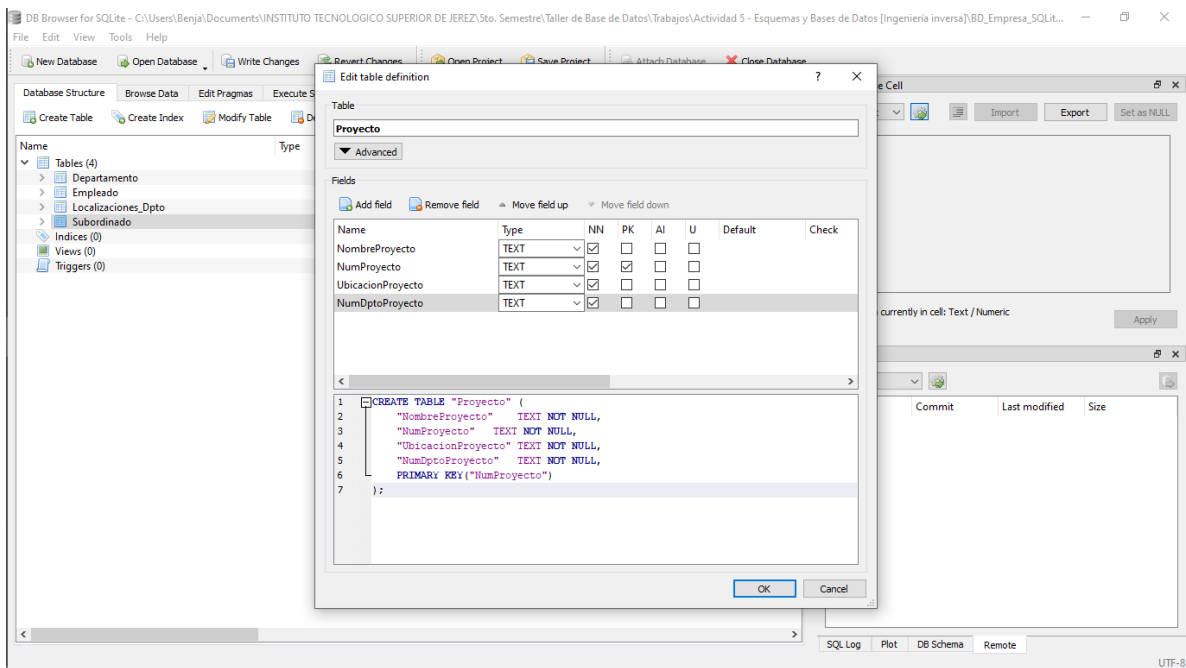 DB Browser for SQLite - C:\Users\Benja\Documents\INSTITUTO TECNOLOGICO SUPERIOR DE JEREZ\5to. Semestre\Taller de Base de Datos\Trabajos\Actividad 5 - Esquemas y Bases de Datos [Ingeniería inversa]\BD_Empresa_SQLit...
File Edit View Tools Help
New Database Open Database Write Changes Revert Changes Open Project Save Project Attach Database Close Database
Database Structure Browse Data Edit Pragmas Execute S
Create Table Create Index Modify Table De
Name Type
Tables (4)
Departamento
Empleado
Localizaciones_Dpto
Subordinado
Indices (0)
Views (0)
Triggers (0)
Edit table definition ?
Table
Proyecto
Advanced
Fields
Add field Remove field Move field up Move field down
Name Type NN PK AI U Default Check
NombreProyecto TEXT
NumProyecto TEXT
UbicacionProyecto TEXT
NumDptoProyecto TEXT
1 CREATE TABLE "Proyecto" (
2 "NombreProyecto" TEXT NOT NULL,
3 "NumProyecto" TEXT NOT NULL,
4 "UbicacionProyecto" TEXT NOT NULL,
5 "NumDptoProyecto" TEXT NOT NULL,
6 PRIMARY KEY("NumProyecto")
7 );
OK Cancel
e Cell
Import Export Set as NULL
currently in cell: Text / Numeric
Apply
Commit Last modified Size
SQL Log Plot DB Schema Remote
UTF-8